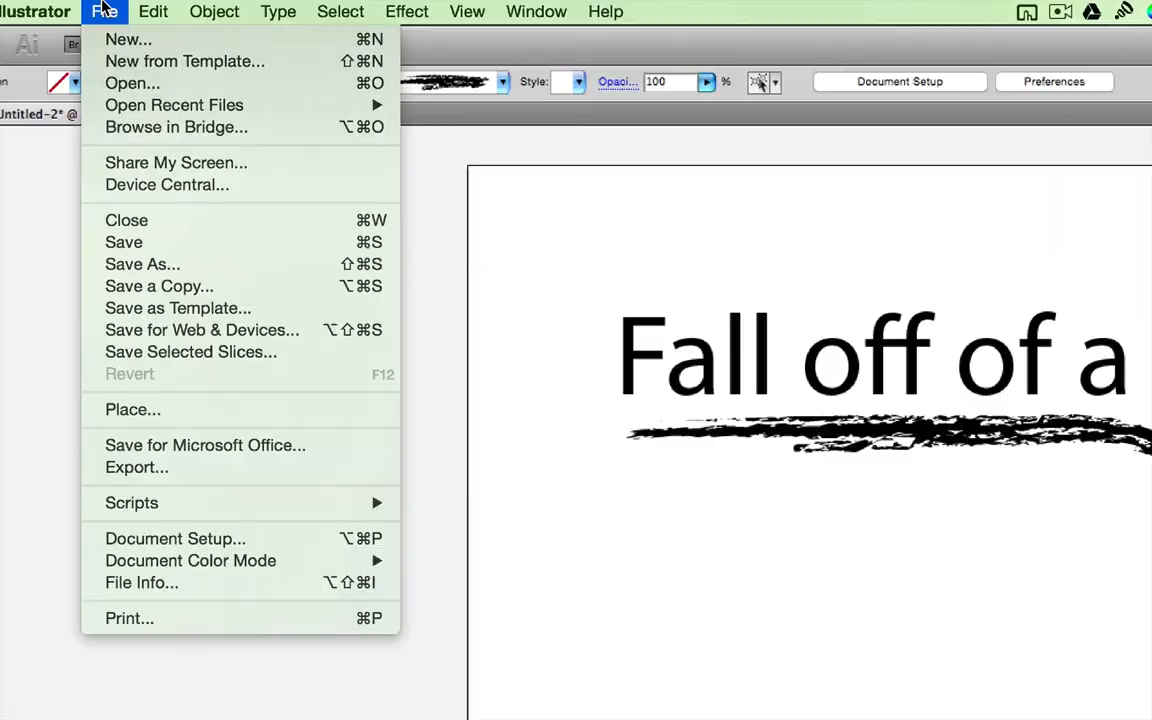 llustrator File Edit Object Type Select Effect View Window Help
Ai Br
on Style: Opaci... 100 % Document Setup Preferences
Untitled-2* @
New... ⌘N
New from Template... ⇧⌘N
Open... ⌘O
Open Recent Files
Browse in Bridge... ⌥⌘O
Share My Screen...
Device Central...
Close ⌘W
Save ⌘S
Save As... ⇧⌘S
Save a Copy... ⌥⌘S
Save as Template...
Save for Web & Devices... ⌥⇧⌘S
Save Selected Slices...
Revert F12
Place...
Save for Microsoft Office...
Export...
Scripts
Document Setup... ⌥⌘P
Document Color Mode
File Info... ⌥⇧⌘I
Print... ⌘P
Fall off of a